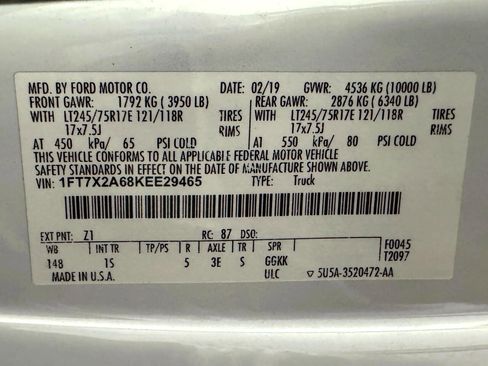 MFD. BY FORD MOTOR CO. DATE: 02/19 GVWR: 4536 KG (10000 LB)
FRONT GAWR: 1792 KG ( 3950 LB) REAR GAWR: 2876 KG ( 6340 LB)
WITH LT245/75R17E 121/118R TIRES WITH LT245/75R17E 121/118R TIRES
17x7.5J RIMS 17x7.5J RIMS
AT 450 kPa/ 65 PSI COLD AT 550 kPa/ 80 PSI COLD
THIS VEHICLE CONFORMS TO ALL APPLICABLE FEDERAL MOTOR VEHICLE
SAFETY STANDARDS IN EFFECT ON THE DATE OF MANUFACTURE SHOWN ABOVE.
VIN: 1FT7X2A68KEE29465 TYPE: Truck
EXT PNT: Z1 RC: 87 DSO:
WB INT TR TP/PS R AXLE TR SPR F0045
148 1S 5 3E S GGKK T2097
MADE IN U.S.A. ULC ▽5U5A-3520472-AA